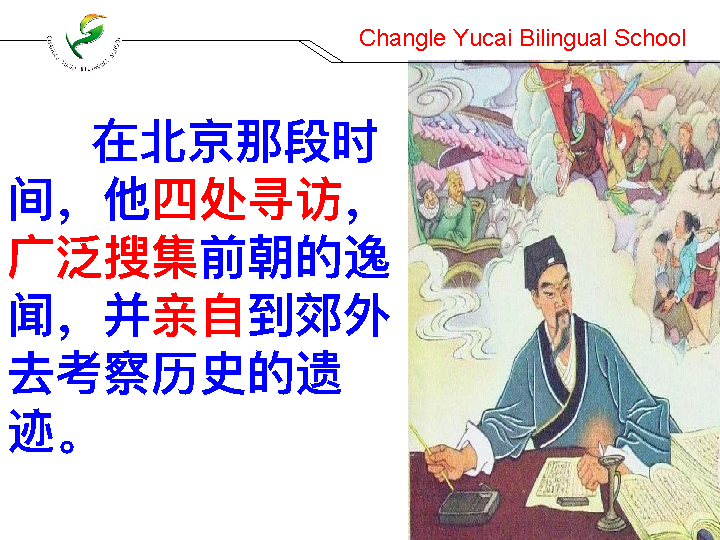 Changle Yucai Bilingual School
在北京那段时
间，他四处寻访，
广泛搜集前朝的逸
闻，并亲自到郊外
去考察历史的遗
迹。